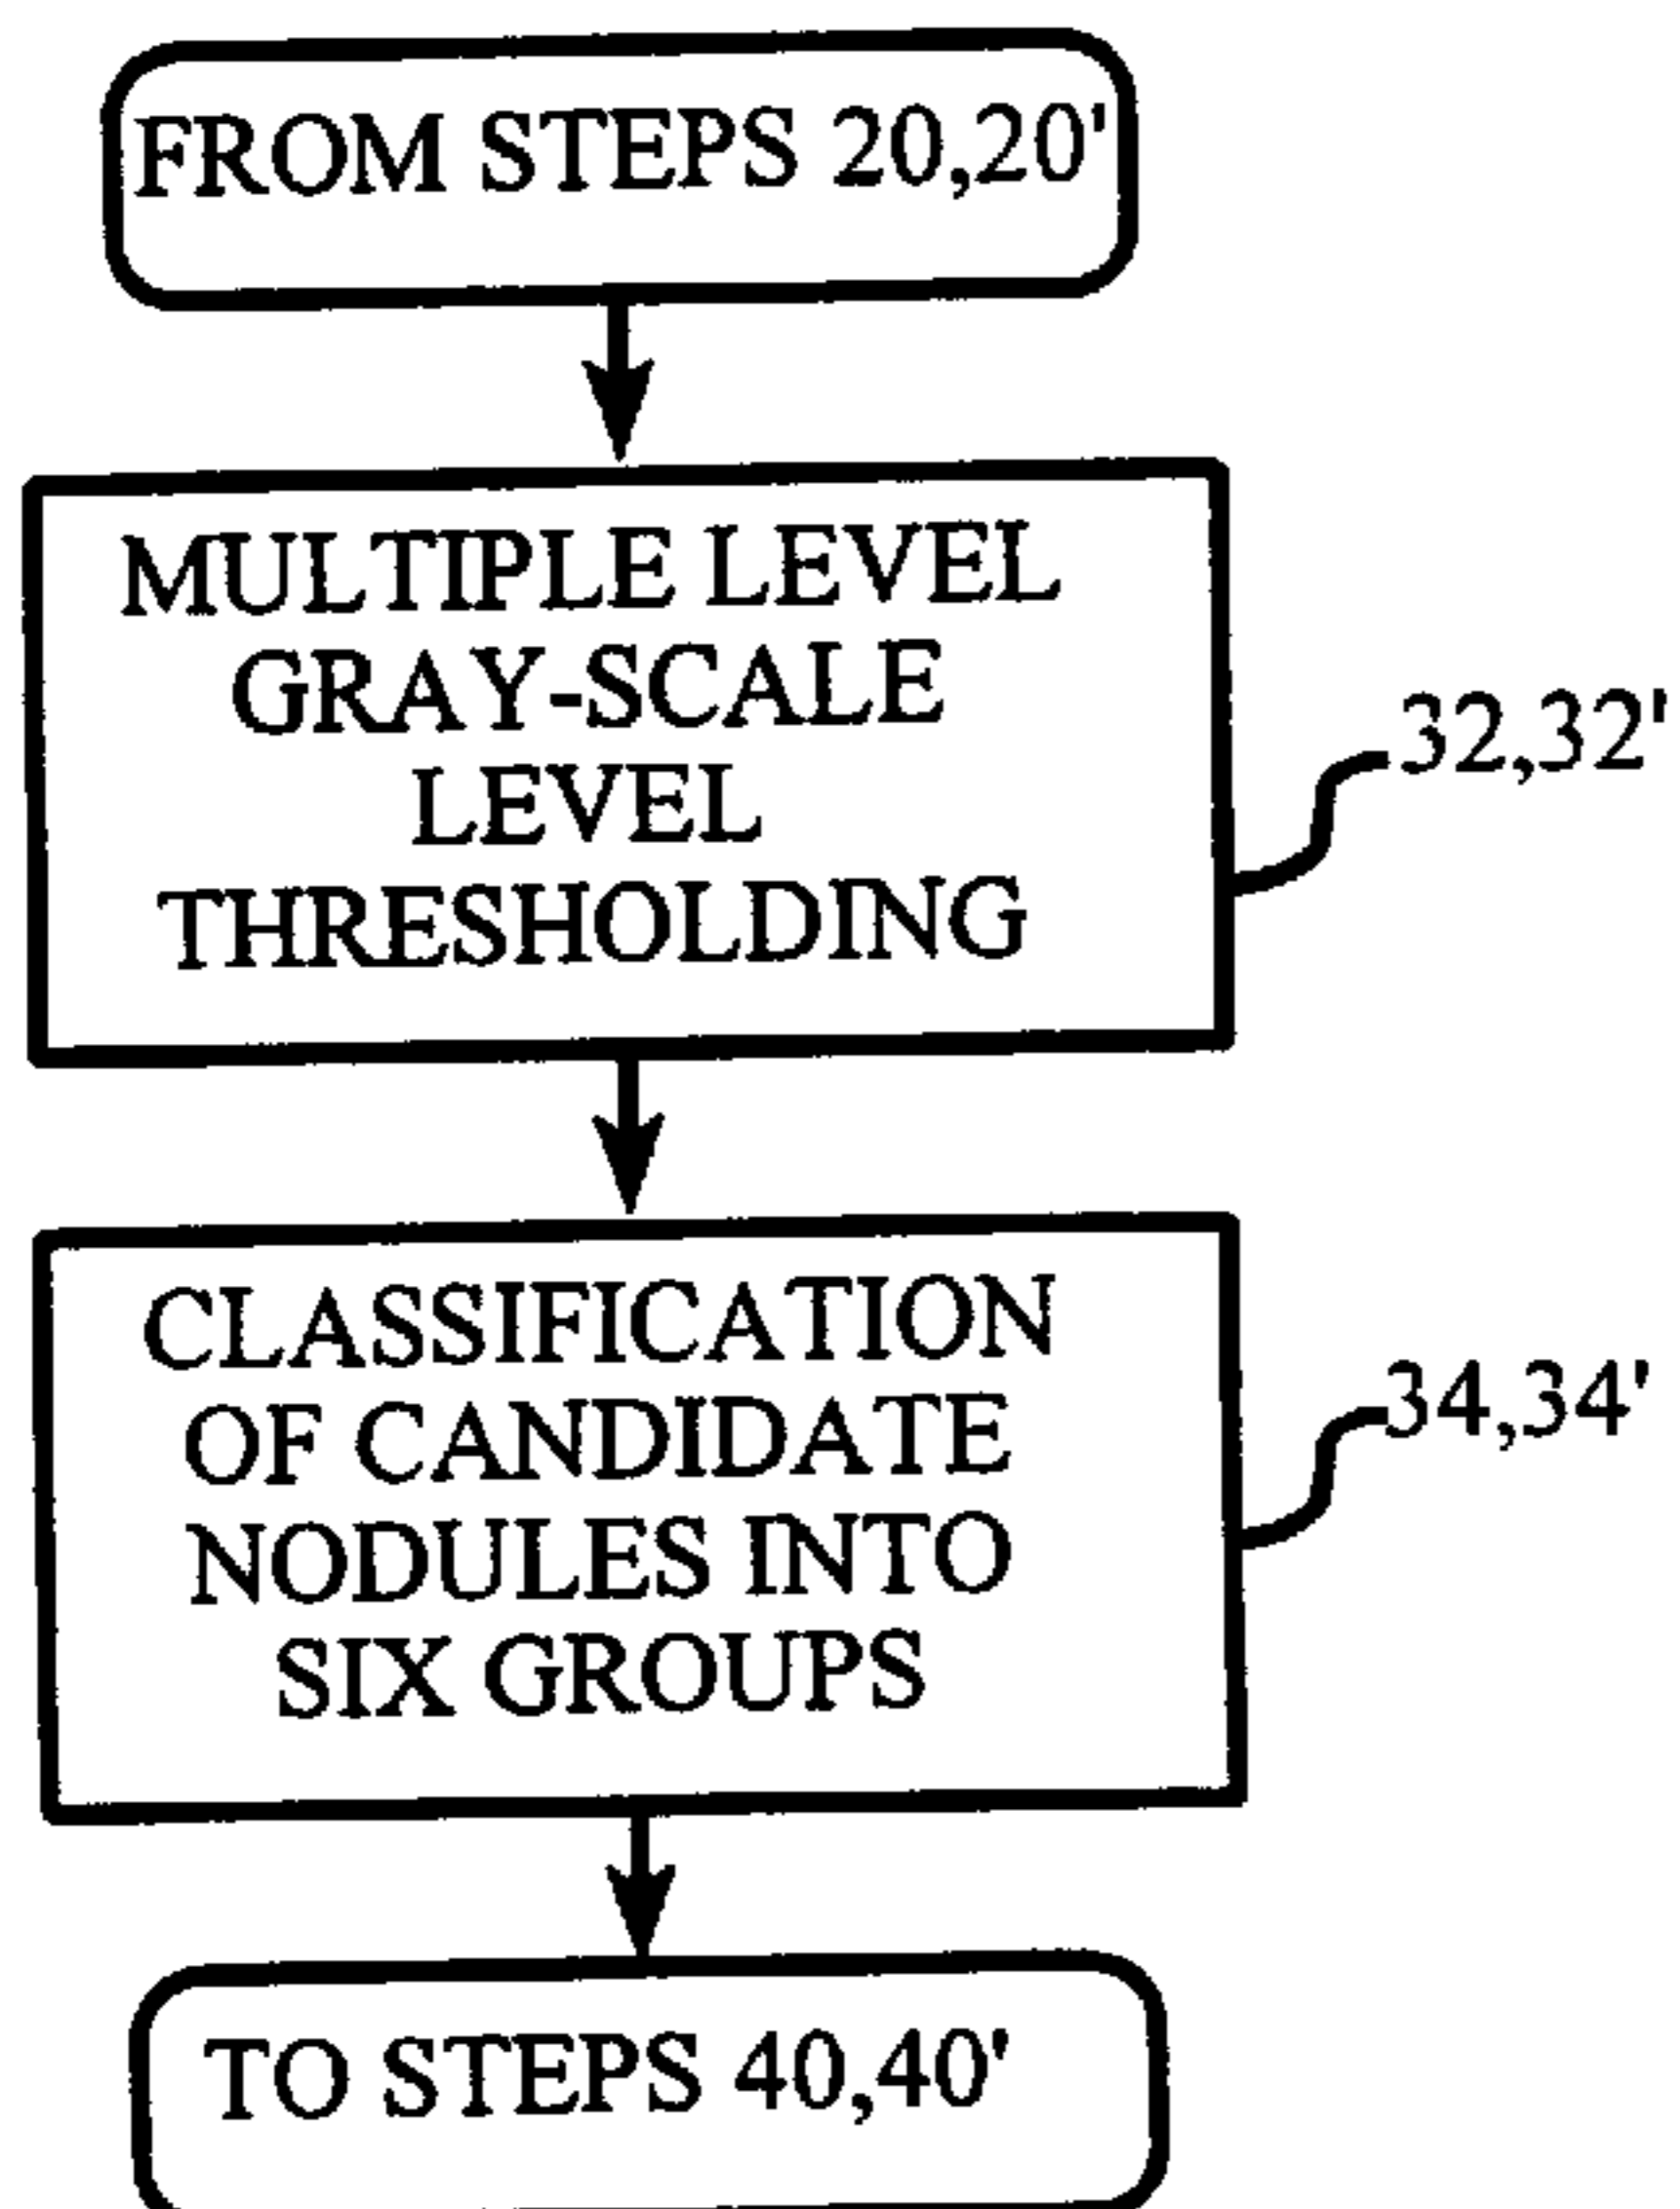 FROM STEPS 20,20'
MULTIPLE LEVEL
GRAY-SCALE
LEVEL
THRESHOLDING
32,32'
CLASSIFICATION
OF CANDIDATE
NODULES INTO
SIX GROUPS
34,34'
TO STEPS 40,40'